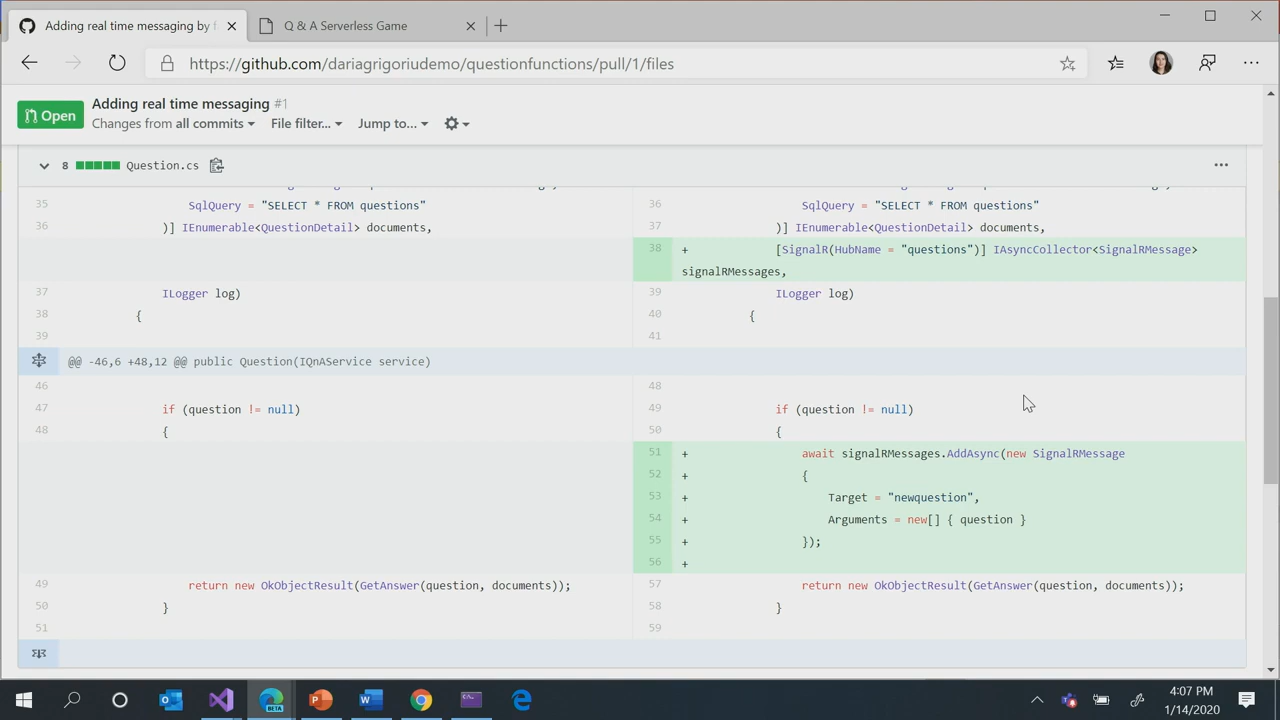 Adding real time messaging by f
Q & A Serverless Game
https://github.com/dariagrigoriudemo/questionfunctions/pull/1/files
Open
Adding real time messaging #1
Changes from all commits
File filter...
Jump to...
8
Question.cs
35 SqlQuery = "SELECT * FROM questions"
36 )] IEnumerable<QuestionDetail> documents,
37 ILogger log)
38 {
39
36 SqlQuery = "SELECT * FROM questions"
37 )] IEnumerable<QuestionDetail> documents,
38 + [SignalR(HubName = "questions")] IAsyncCollector<SignalRMessage>
signalRMessages,
39 ILogger log)
40 {
41
@@ -46,6 +48,12 @@ public Question(IQnAService service)
46
47 if (question != null)
48 {
49 return new OkObjectResult(GetAnswer(question, documents));
50 }
51
48
49 if (question != null)
50 {
51 + await signalRMessages.AddAsync(new SignalRMessage
52 + {
53 + Target = "newquestion",
54 + Arguments = new[] { question }
55 + });
56 +
57 return new OkObjectResult(GetAnswer(question, documents));
58 }
59
BETA
4:07 PM
1/14/2020